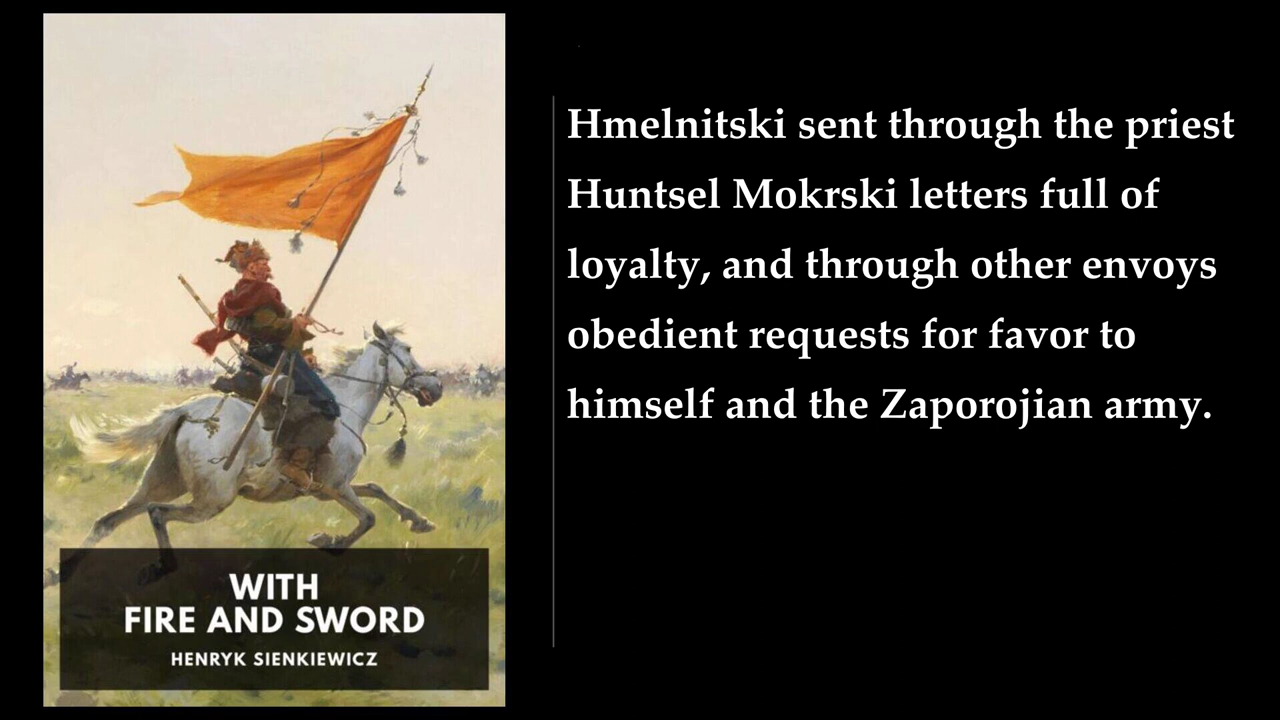 Hmelnitski sent through the priest
Huntsel Mokrski letters full of
loyalty, and through other envoys
obedient requests for favor to
himself and the Zaporojian army.
WITH
FIRE AND SWORD
HENRYK SIENKIEWICZ